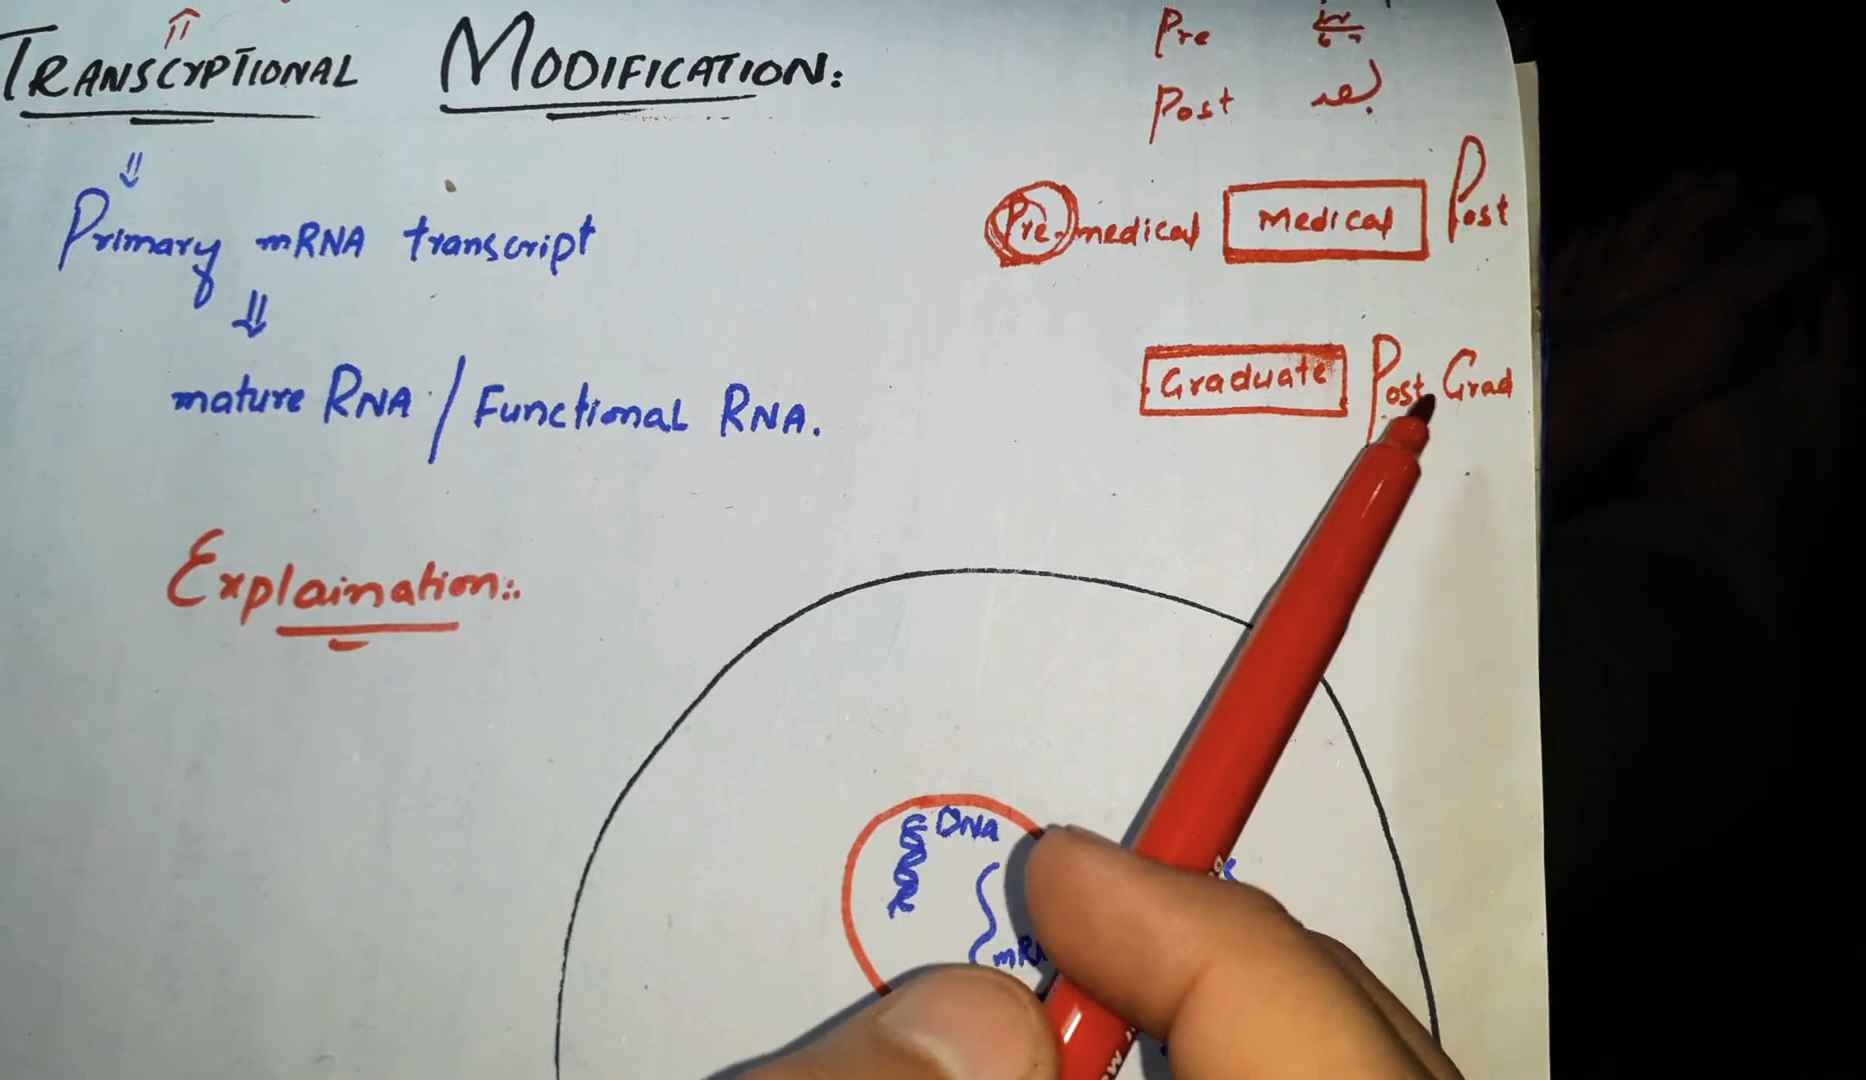 TRANSCYPTIONAL MODIFICATION:
Pre
Post
Primary mRNA transcript
Pre-medical Medical Post
mature RNA / Functional RNA.
Graduate Post Grad
Explaination:.
DNA